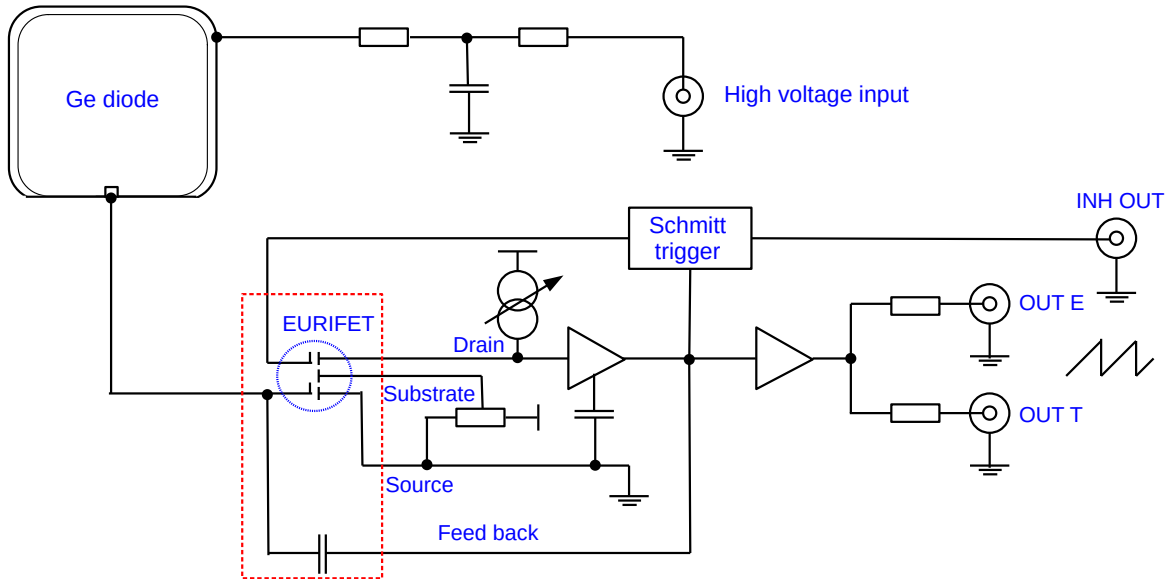 Ge diode
High voltage input
INH OUT
Schmitt
trigger
EURIFET
Drain
OUT E
Substrate
OUT T
Source
Feed back